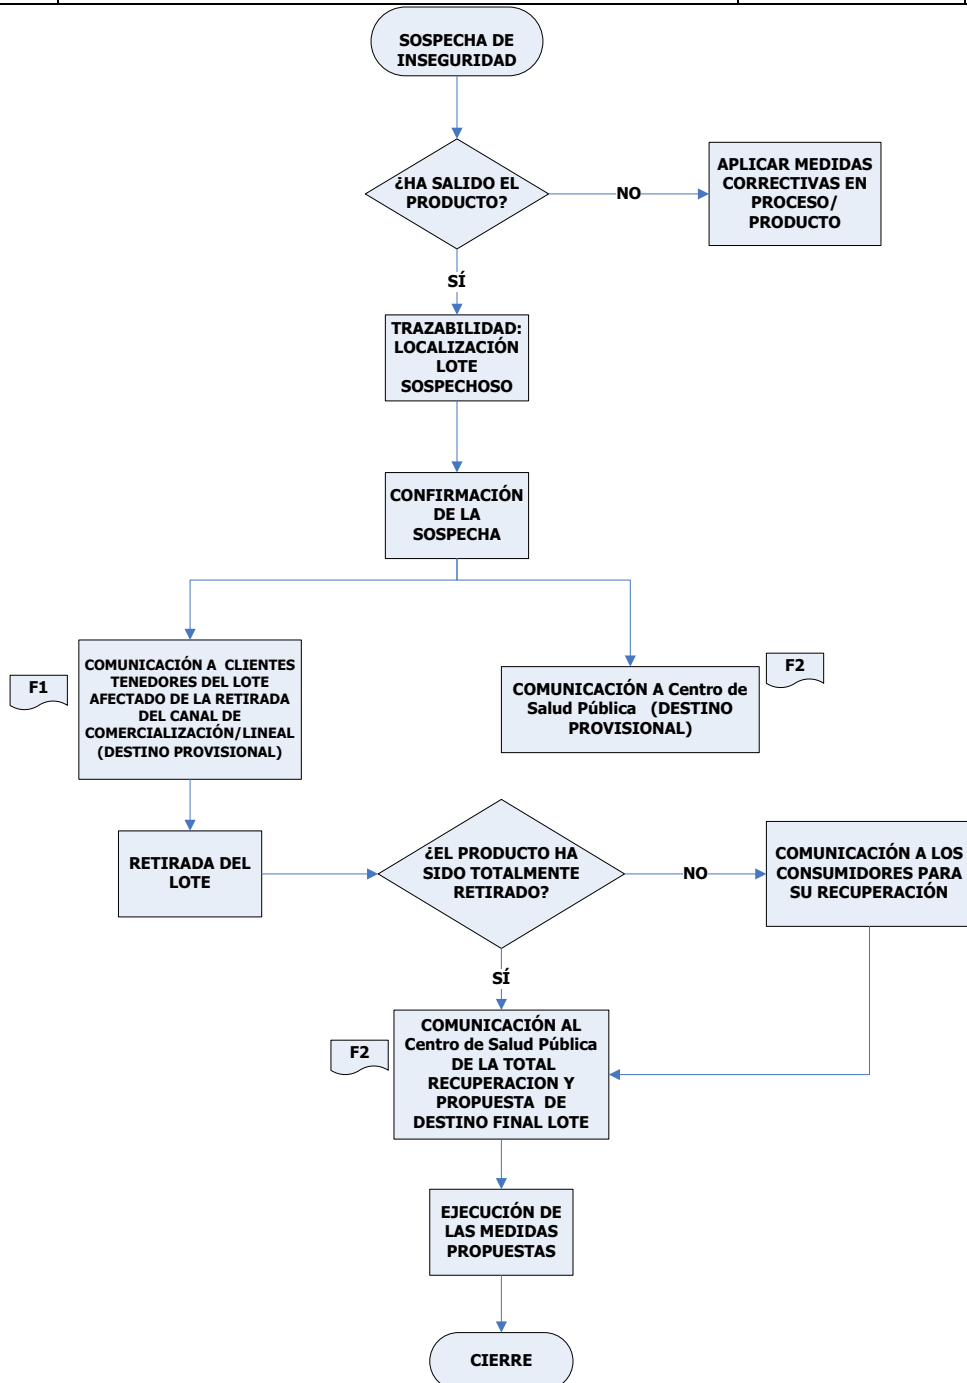 SOSPECHA DE
INSEGURIDAD
¿HA SALIDO EL
PRODUCTO?
NO
APLICAR MEDIDAS
CORRECTIVAS EN
PROCESO/
PRODUCTO
SÍ
TRAZABILIDAD:
LOCALIZACIÓN
LOTE
SOSPECHOSO
CONFIRMACIÓN
DE LA
SOSPECHA
F1
COMUNICACIÓN A CLIENTES
TENEDORES DEL LOTE
AFECTADO DE LA RETIRADA
DEL CANAL DE
COMERCIALIZACIÓN/LINEAL
(DESTINO PROVISIONAL)
F2
COMUNICACIÓN A Centro de
Salud Pública (DESTINO
PROVISIONAL)
RETIRADA DEL
LOTE
¿EL PRODUCTO HA
SIDO TOTALMENTE
RETIRADO?
NO
COMUNICACIÓN A LOS
CONSUMIDORES PARA
SU RECUPERACIÓN
SÍ
F2
COMUNICACIÓN AL
Centro de Salud Pública
DE LA TOTAL
RECUPERACION Y
PROPUESTA DE
DESTINO FINAL LOTE
EJECUCIÓN DE
LAS MEDIDAS
PROPUESTAS
CIERRE